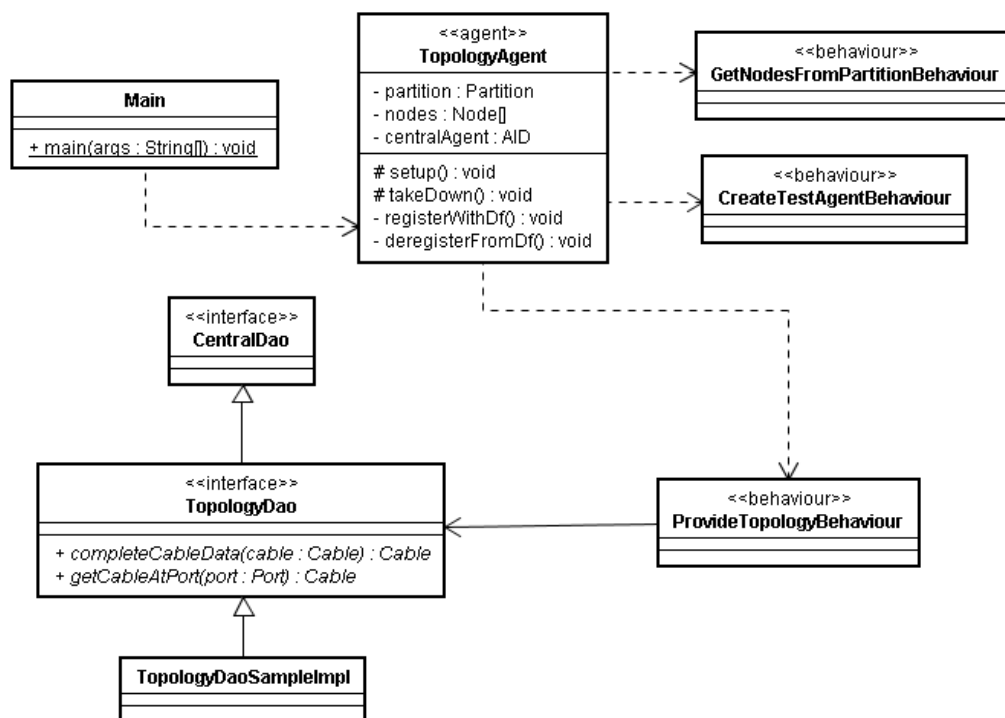 <<agent>>
TopologyAgent
- partition : Partition
- nodes : Node[]
- centralAgent : AID
# setup() : void
# takeDown() : void
- registerWithDf() : void
- deregisterFromDf() : void
<<behaviour>>
GetNodesFromPartitionBehaviour
Main
+ main(args : String[]) : void
<<behaviour>>
CreateTestAgentBehaviour
<<interface>>
CentralDao
<<interface>>
TopologyDao
+ completeCableData(cable : Cable) : Cable
+ getCableAtPort(port : Port) : Cable
<<behaviour>>
ProvideTopologyBehaviour
TopologyDaoSampleImpl